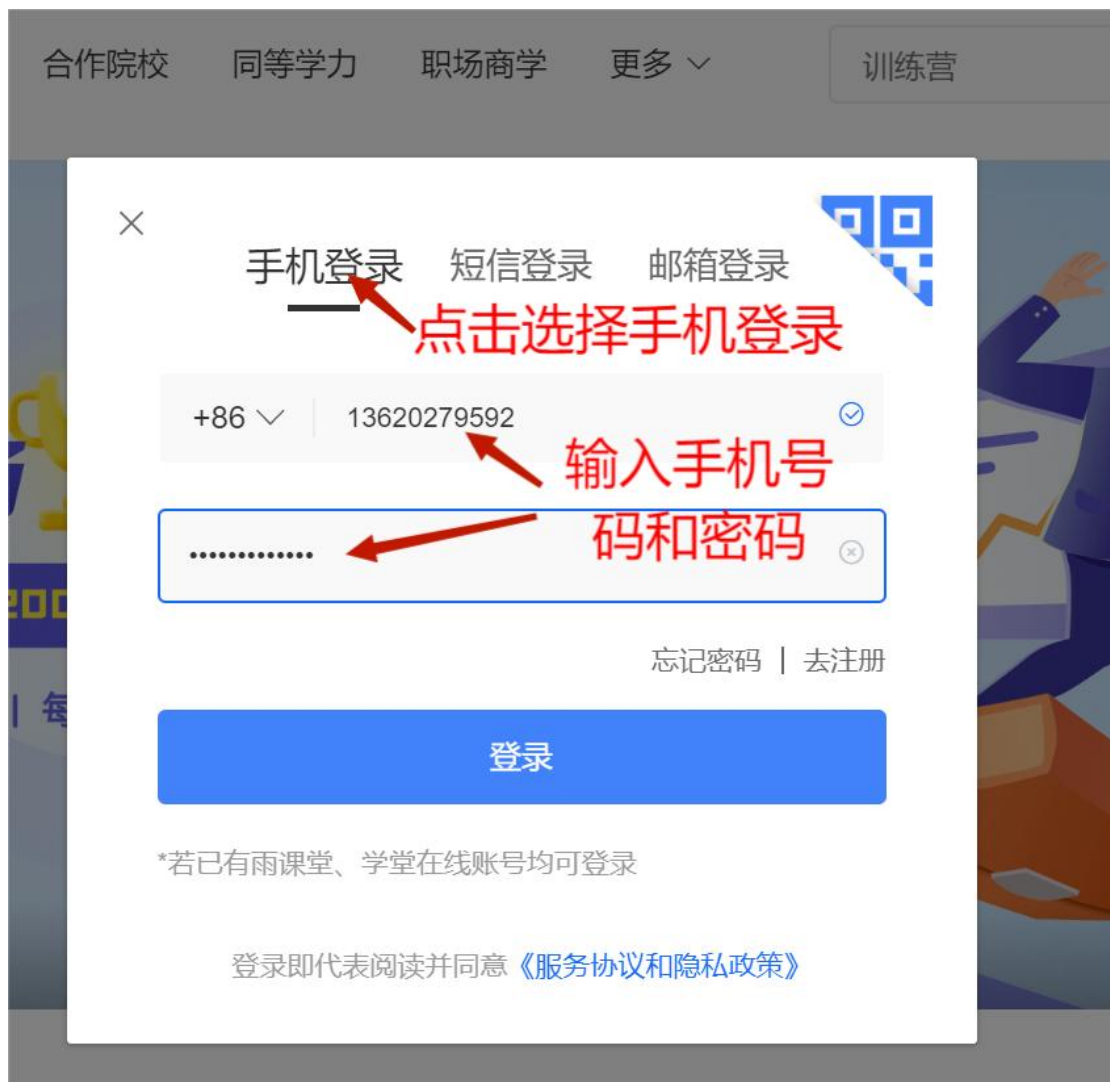 合作院校 同等学力 职场商学 更多 训练营
手机登录 短信登录 邮箱登录
点击选择手机登录
+86 13620279592
输入手机号
码和密码
•••••••••••••
忘记密码 | 去注册
登录
*若已有雨课堂、学堂在线账号均可登录
登录即代表阅读并同意《服务协议和隐私政策》
200
| 每